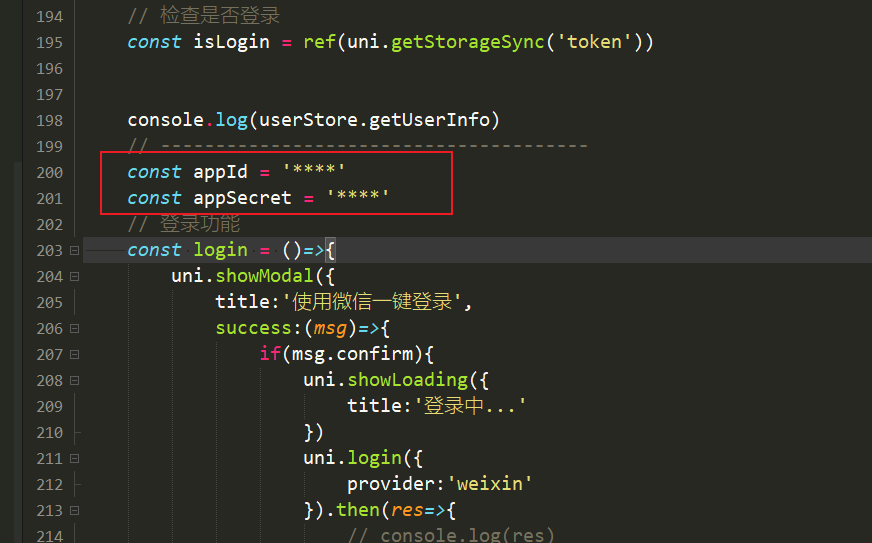 194 // 检查是否登录
195 const isLogin = ref(uni.getStorageSync('token'))
196
197
198 console.log(userStore.getUserInfo)
199 // ---------------------------------------
200 const appId = '****'
201 const appSecret = '****'
202 // 登录功能
203 const login = ()=>{
204 uni.showModal({
205 title:'使用微信一键登录',
206 success:(msg)=>{
207 if(msg.confirm){
208 uni.showLoading({
209 title:'登录中...'
210 })
211 uni.login({
212 provider:'weixin'
213 }).then(res=>{
214 // console.log(res)